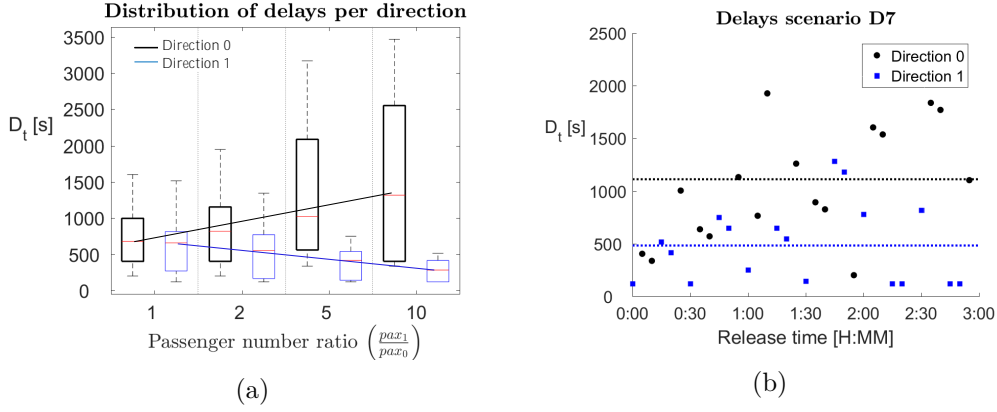 Distribution of delays per direction
3500
3000
2500
2000
1500
1000
500
0
D_t [s]
Direction 0
Direction 1
1 2 5 10
Passenger number ratio (pax_1/pax_0)
(a)
Delays scenario D7
2500
2000
1500
1000
500
0
D_t [s]
Direction 0
Direction 1
0:00 0:30 1:00 1:30 2:00 2:30 3:00
Release time [H:MM]
(b)